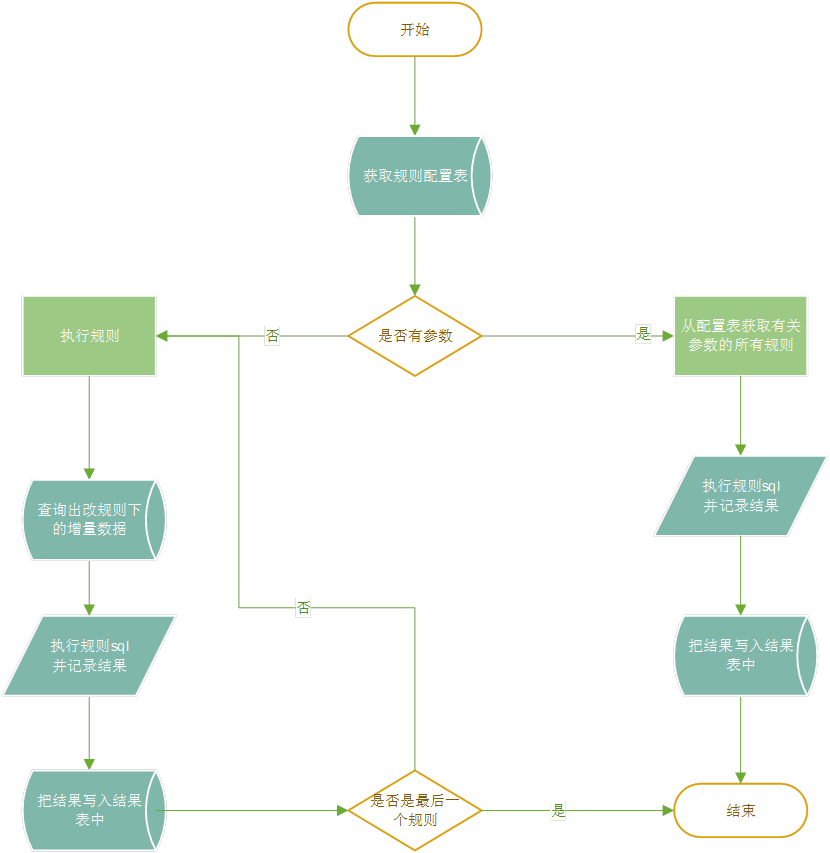 开始
获取规则配置表
执行规则
否
是否有参数
是
从配置表获取有关
参数的所有规则
查询出改规则下
的增量数据
执行规则sql
并记录结果
否
执行规则sql
并记录结果
把结果写入结果
表中
把结果写入结果
表中
是否是最后一
个规则
是
结束